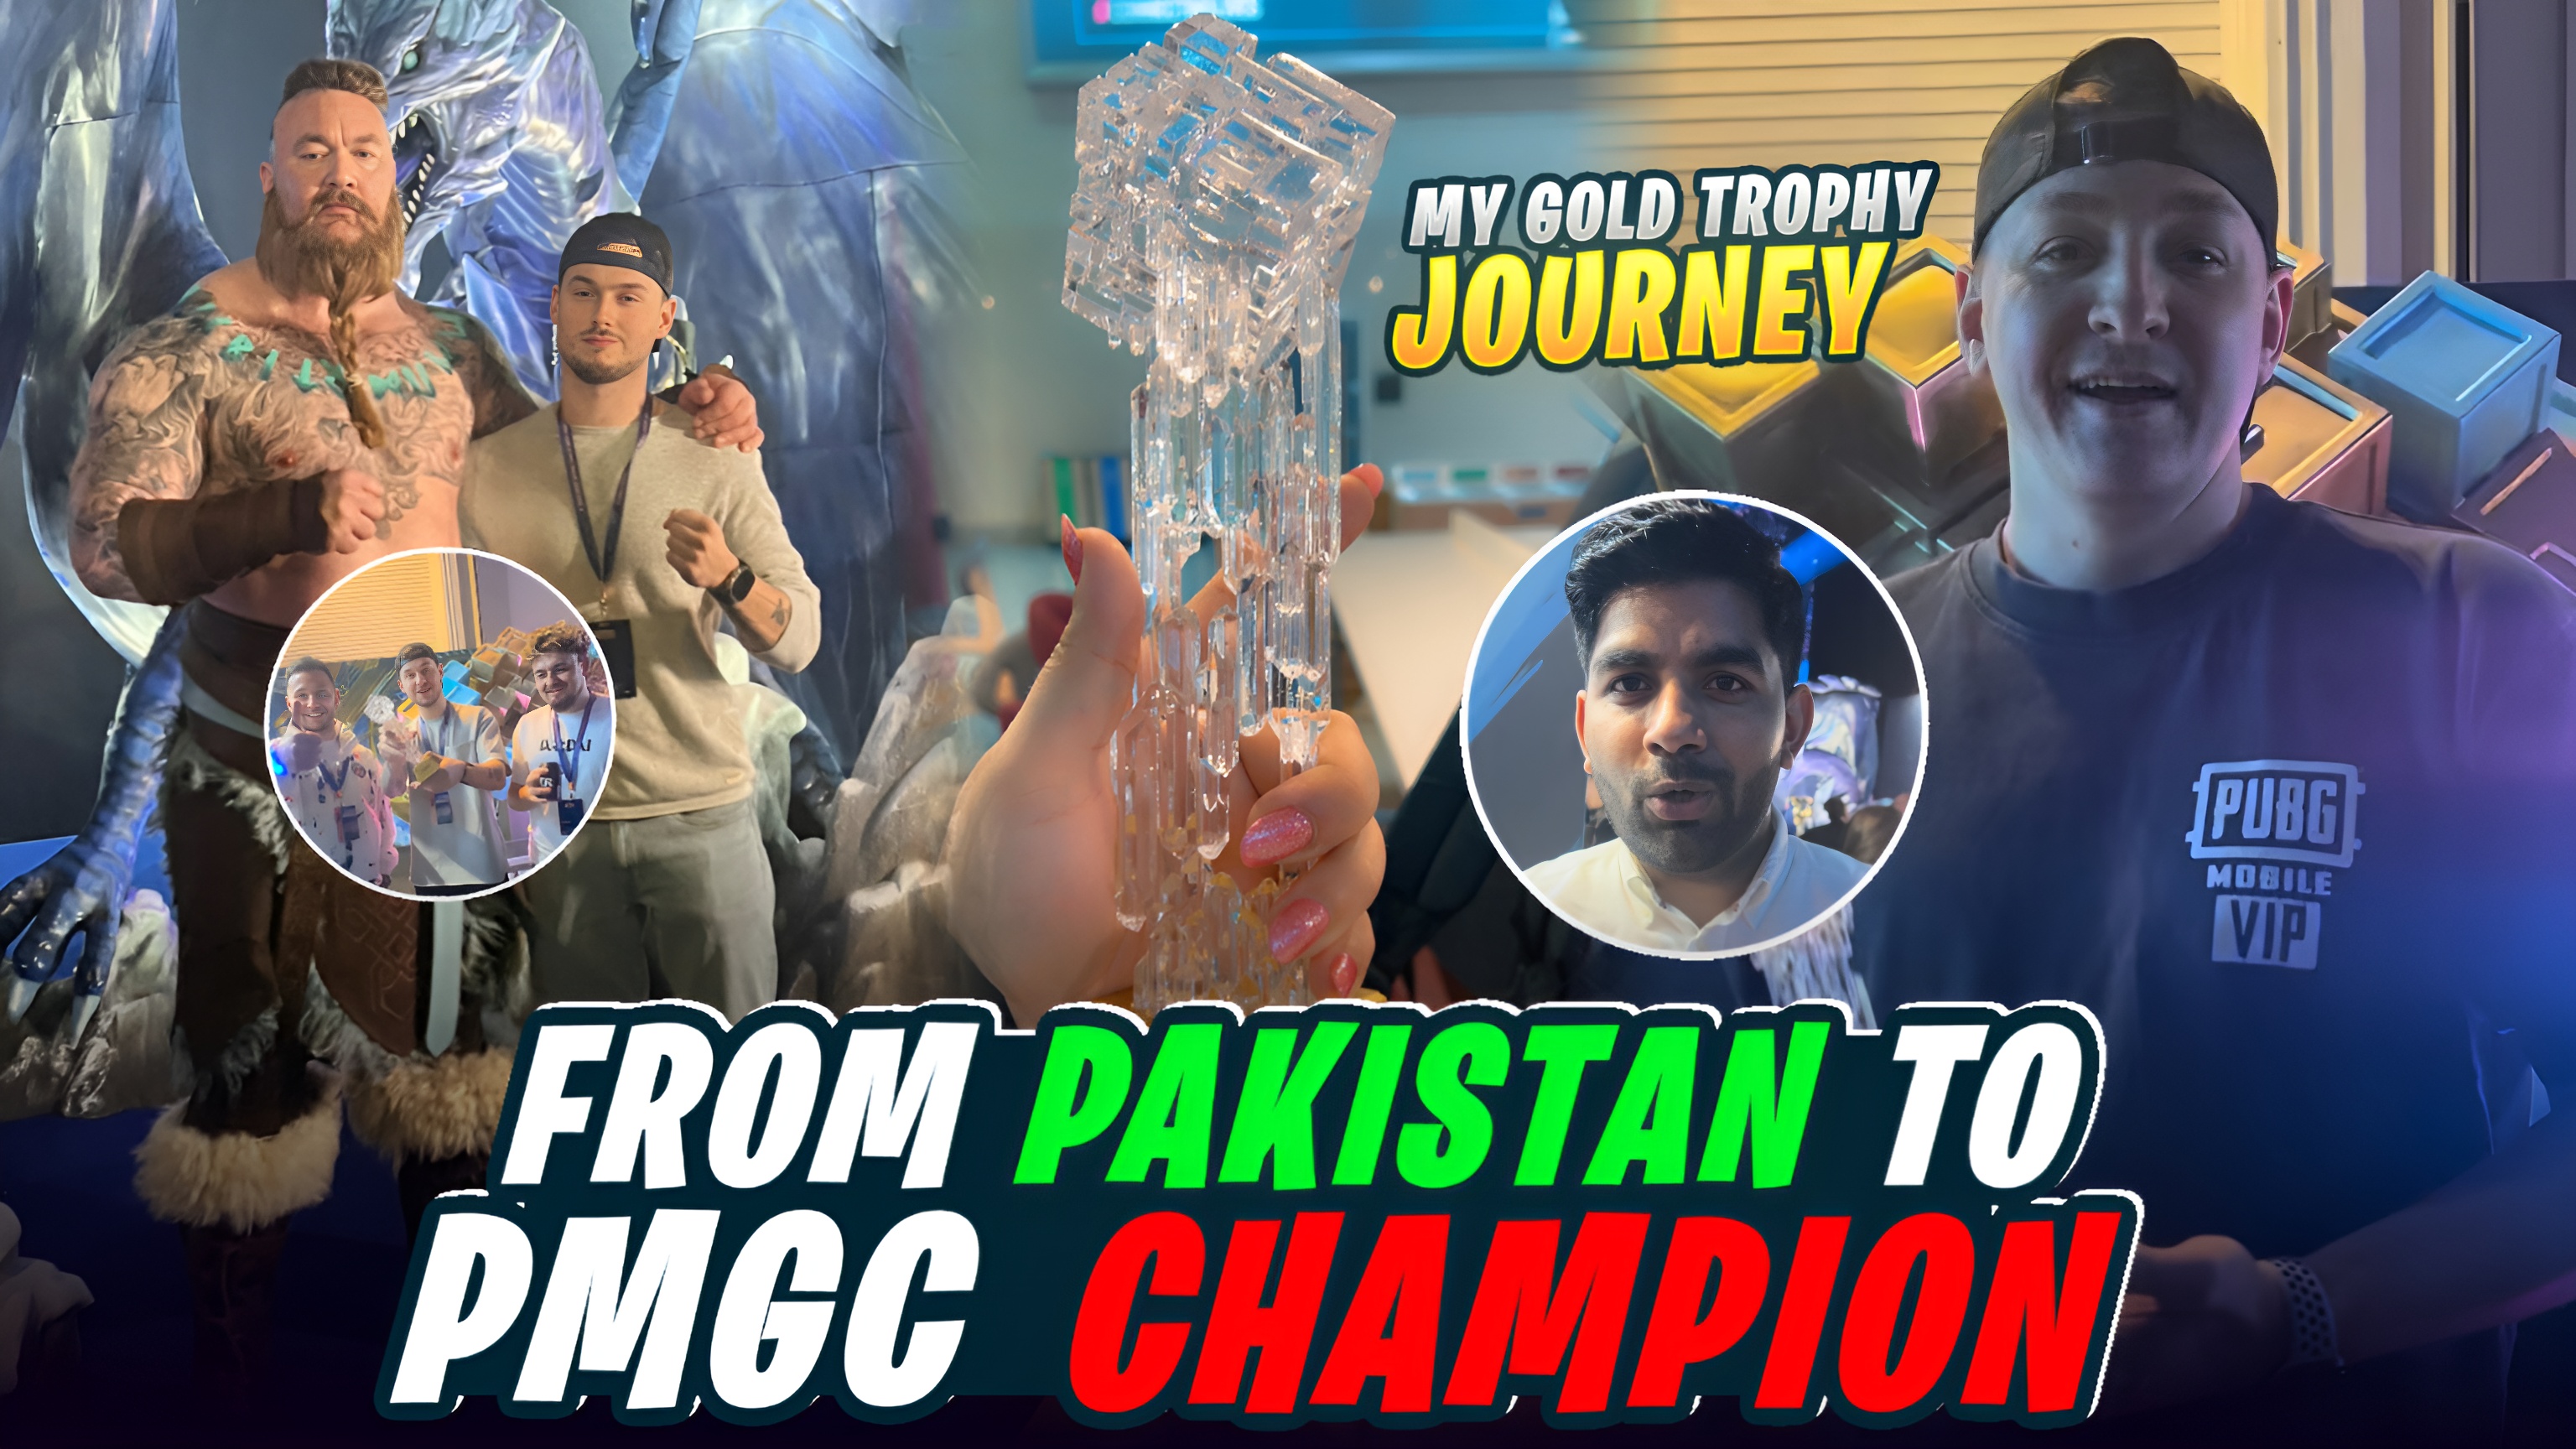 MY GOLD TROPHY
JOURNEY
PUBG
MOBILE
VIP
FROM PAKISTAN TO
PMGC CHAMPION